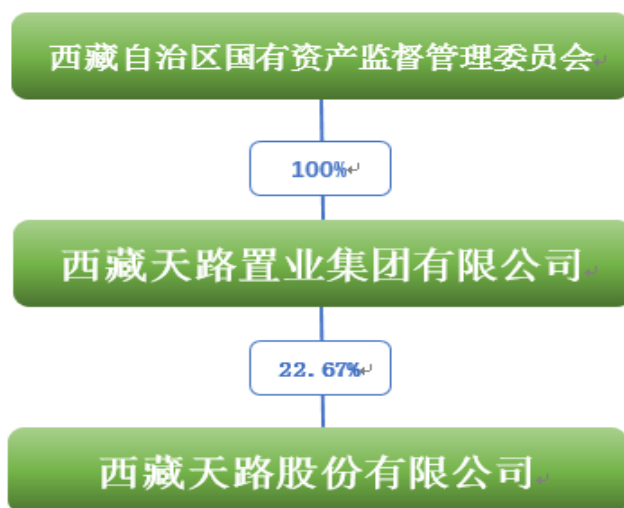 西藏自治区国有资产监督管理委员会
100%
西藏天路置业集团有限公司
22.67%
西藏天路股份有限公司